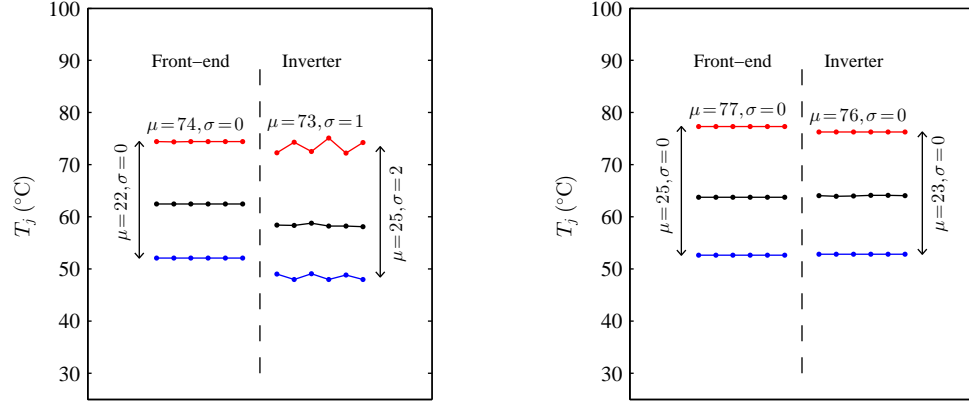 100
90
80
70
60
50
40
30
T_j (°C)
Front−end
Inverter
μ=74, σ=0
μ=73, σ=1
μ=22, σ=0
μ=25, σ=2
100
90
80
70
60
50
40
30
T_j (°C)
Front−end
Inverter
μ=77, σ=0
μ=76, σ=0
μ=25, σ=0
μ=23, σ=0